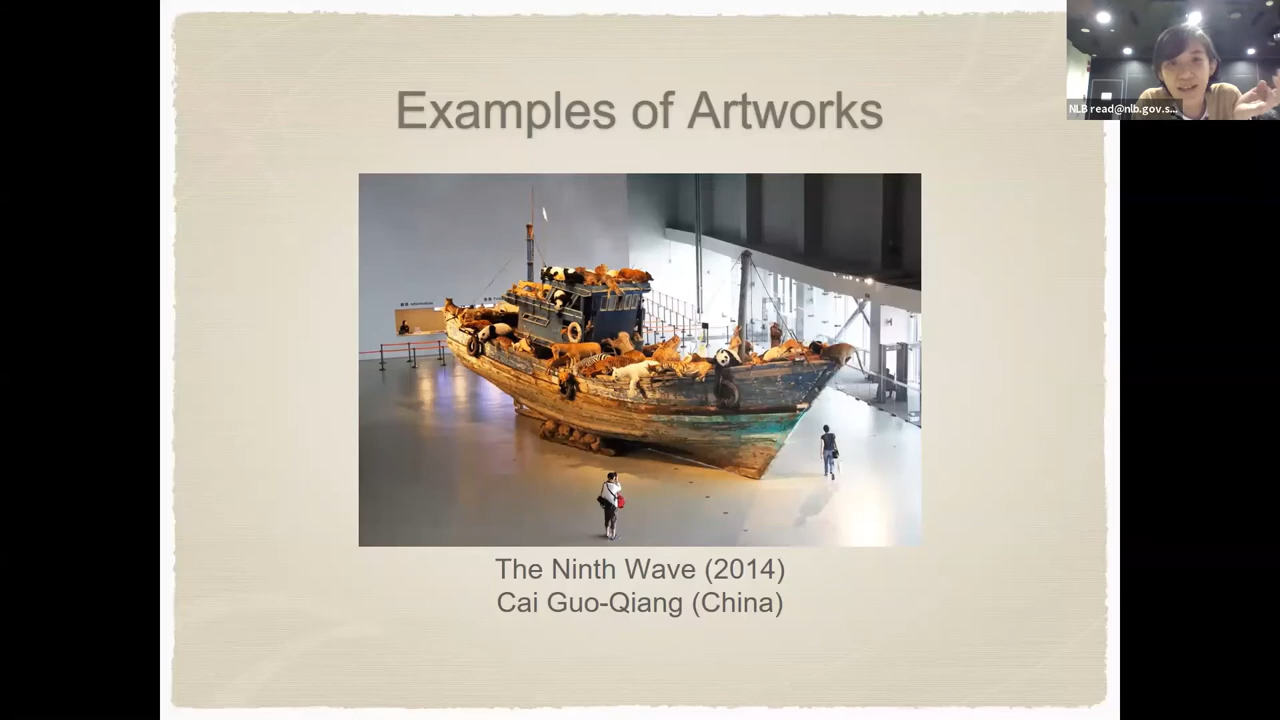 NLB read@nlb.gov.s...
Examples of Artworks
The Ninth Wave (2014)
Cai Guo-Qiang (China)